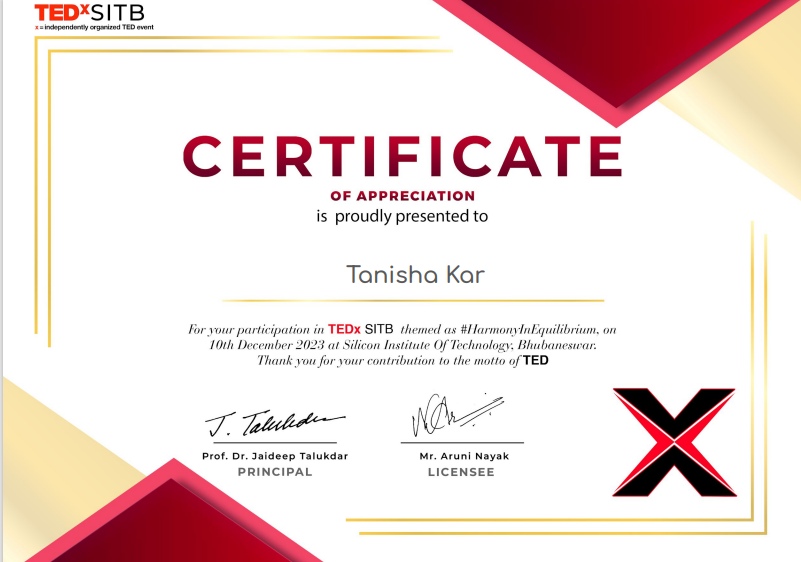 TEDxSITB
x = independently organized TED event
CERTIFICATE
OF APPRECIATION
is proudly presented to
Tanisha Kar
For your participation in TEDx SITB themed as #HarmonyInEquilibrium, on
10th December 2023 at Silicon Institute Of Technology, Bhubaneswar.
Thank you for your contribution to the motto of TED
J. Talukdar
Prof. Dr. Jaideep Talukdar
PRINCIPAL
Mr. Aruni Nayak
LICENSEE
X